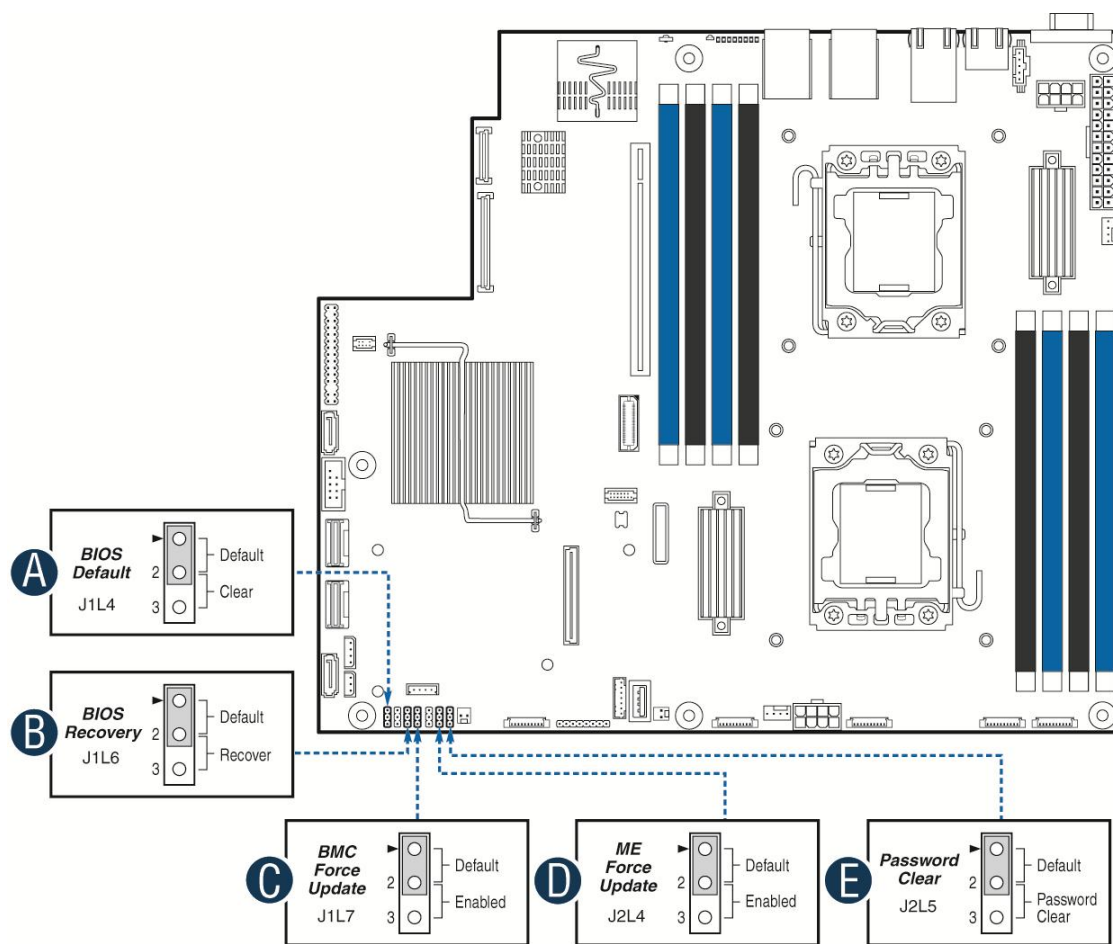 A
BIOS
Default
J1L4
2
3
Default
Clear
B
BIOS
Recovery
J1L6
2
3
Default
Recover
C
BMC
Force
Update
J1L7
2
3
Default
Enabled
D
ME
Force
Update
J2L4
2
3
Default
Enabled
E
Password
Clear
J2L5
2
3
Default
Password
Clear